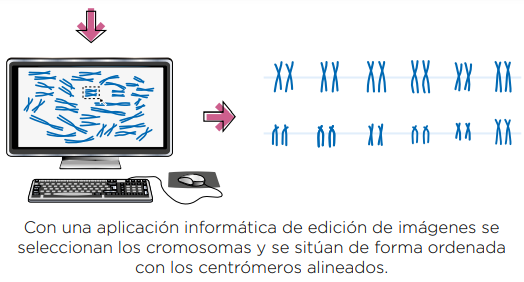 Con una aplicación informática de edición de imágenes se
seleccionan los cromosomas y se sitúan de forma ordenada
con los centrómeros alineados.